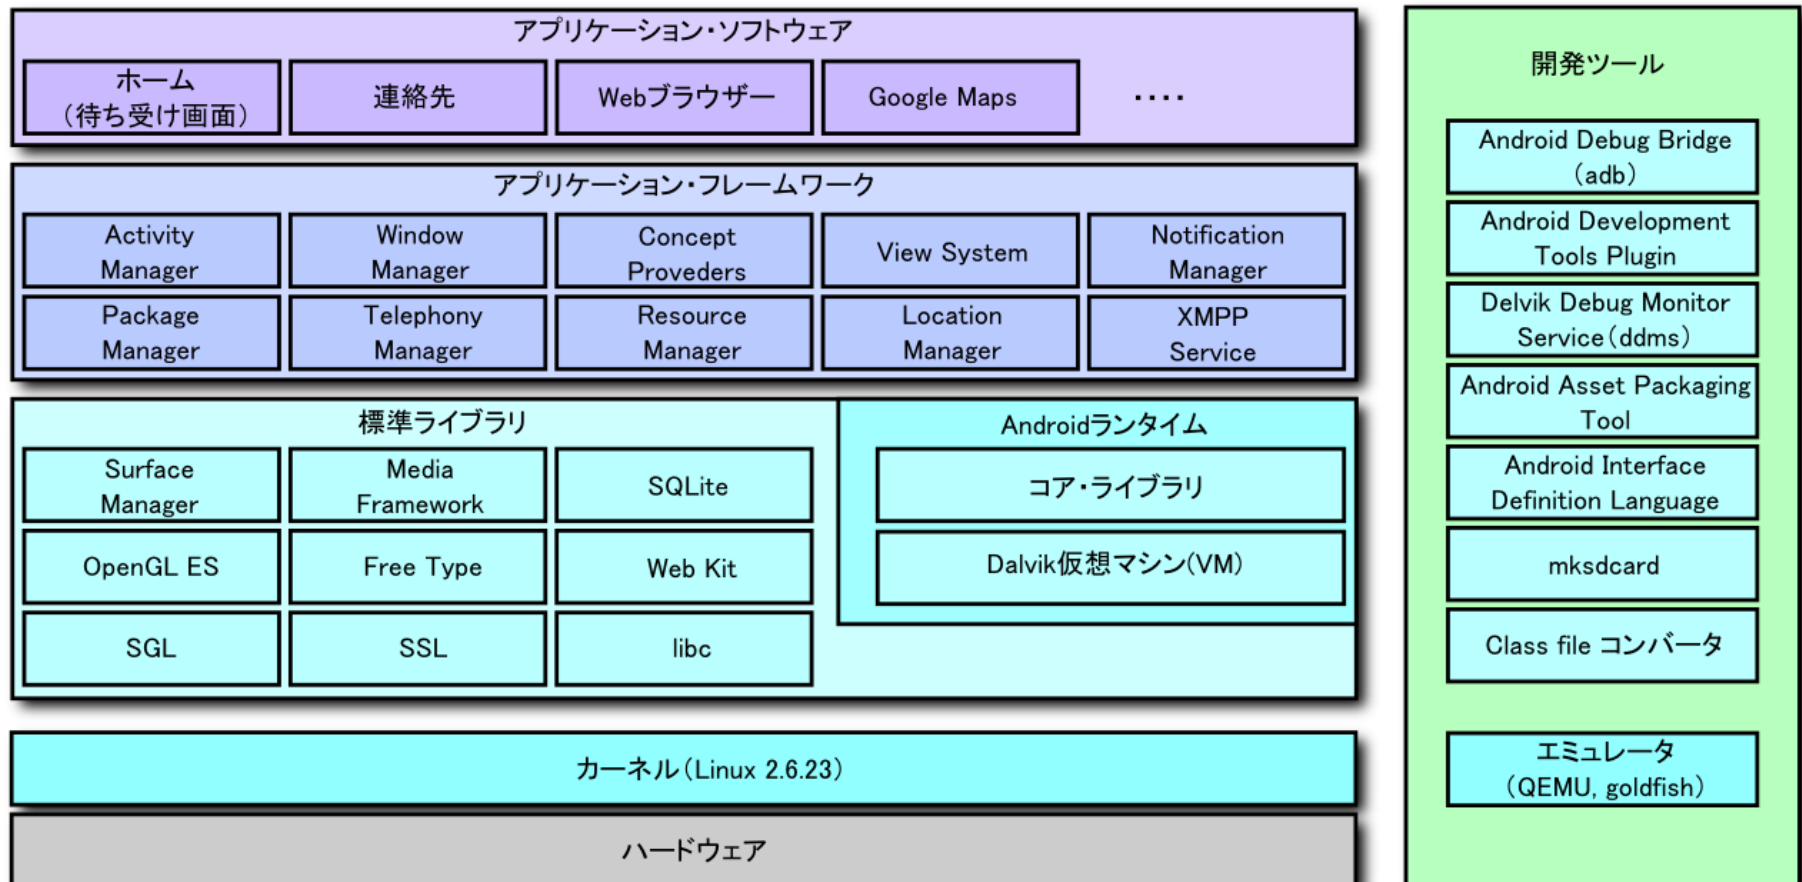 アプリケーション・ソフトウェア
ホーム
（待ち受け画面）
連絡先
Webブラウザー
Google Maps
････
アプリケーション・フレームワーク
Activity
Manager
Window
Manager
Concept
Proveders
View System
Notification
Manager
Package
Manager
Telephony
Manager
Resource
Manager
Location
Manager
XMPP
Service
標準ライブラリ
Surface
Manager
Media
Framework
SQLite
OpenGL ES
Free Type
Web Kit
SGL
SSL
libc
Androidランタイム
コア・ライブラリ
Dalvik仮想マシン(VM)
カーネル（Linux 2.6.23）
ハードウェア
開発ツール
Android Debug Bridge
（adb）
Android Development
Tools Plugin
Delvik Debug Monitor
Service（ddms）
Android Asset Packaging
Tool
Android Interface
Definition Language
mksdcard
Class file コンバータ
エミュレータ
（QEMU, goldfish）